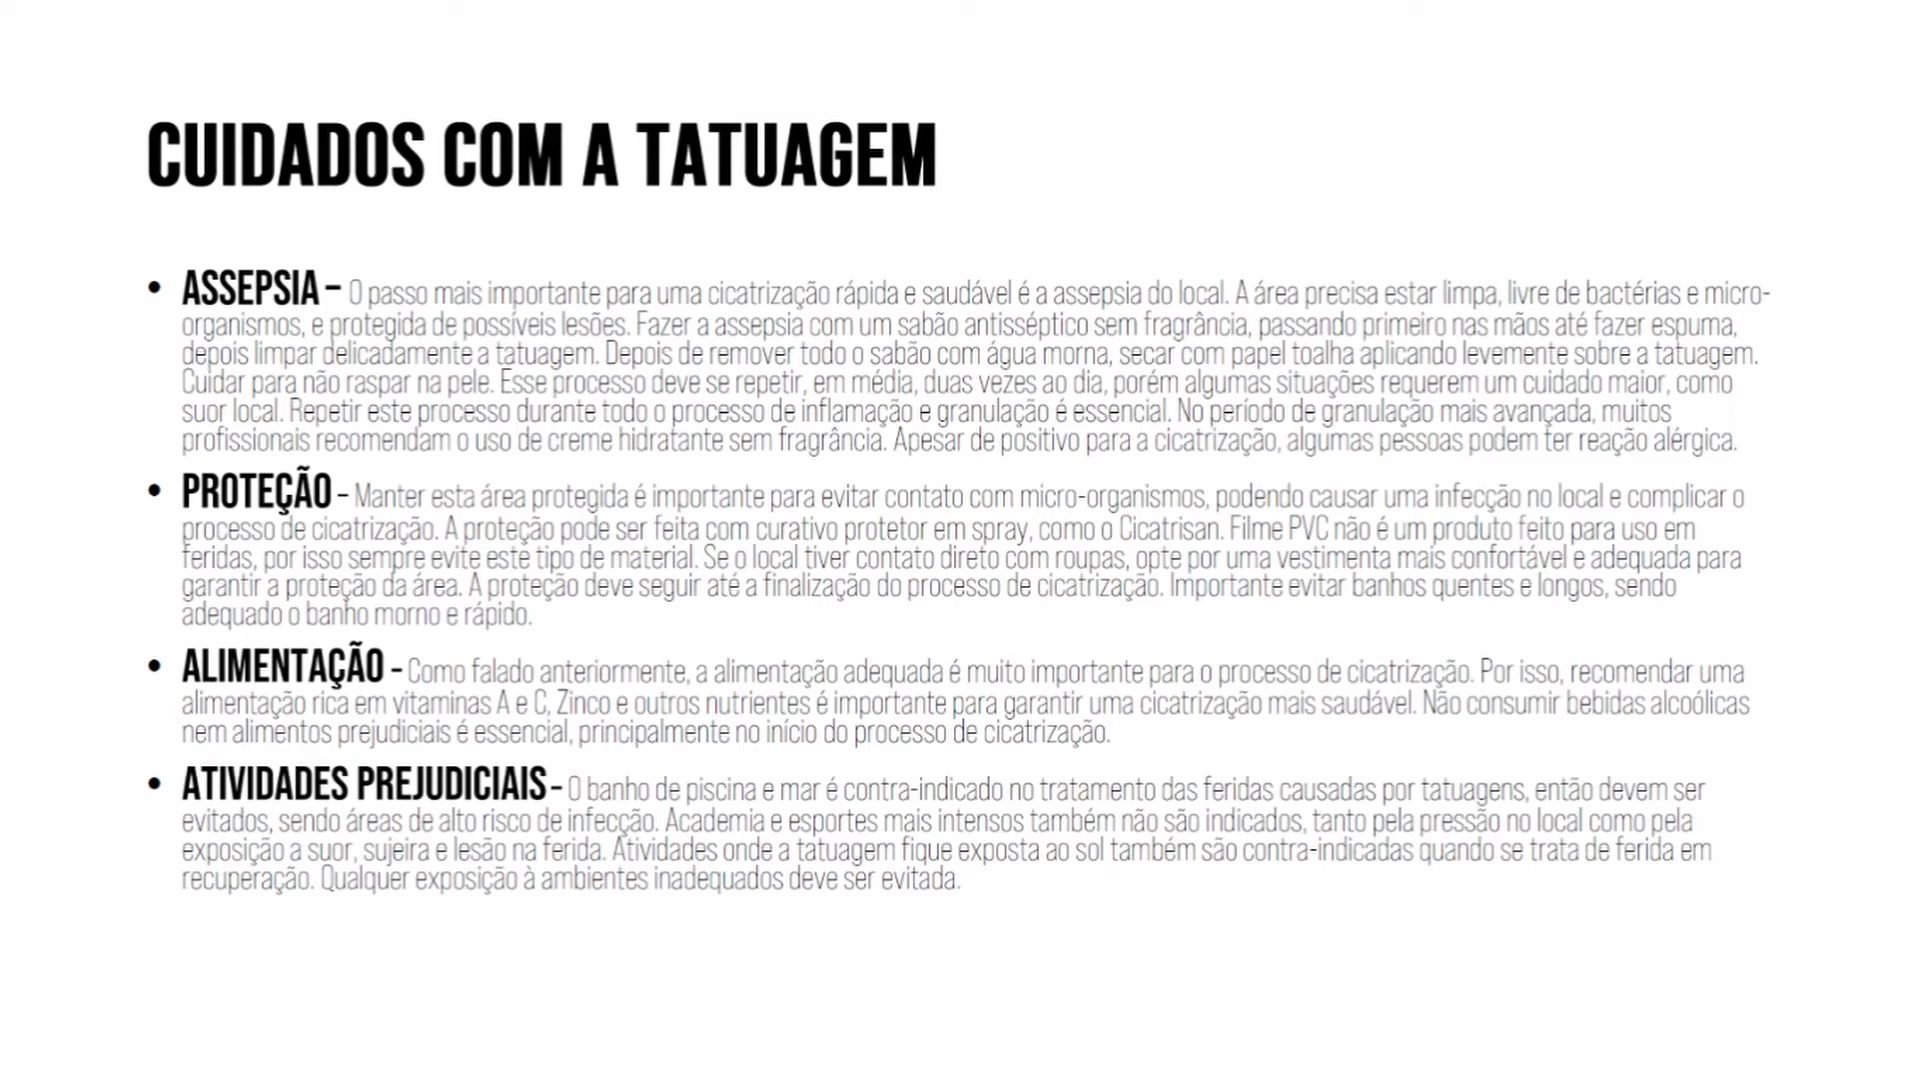 CUIDADOS COM A TATUAGEM
• ASSEPSIA – O passo mais importante para uma cicatrização rápida e saudável é a assepsia do local. A área precisa estar limpa, livre de bactérias e micro-
organismos, e protegida de possíveis lesões. Fazer a assepsia com um sabão antisséptico sem fragrância, passando primeiro nas mãos até fazer espuma,
depois limpar delicadamente a tatuagem. Depois de remover todo o sabão com água morna, secar com papel toalha aplicando levemente sobre a tatuagem.
Cuidar para não raspar na pele. Esse processo deve se repetir, em média, duas vezes ao dia, porém algumas situações requerem um cuidado maior, como
suor local. Repetir este processo durante todo o processo de inflamação e granulação é essencial. No período de granulação mais avançada, muitos
profissionais recomendam o uso de creme hidratante sem fragrância. Apesar de positivo para a cicatrização, algumas pessoas podem ter reação alérgica.
• PROTEÇÃO - Manter esta área protegida é importante para evitar contato com micro-organismos, podendo causar uma infecção no local e complicar o
processo de cicatrização. A proteção pode ser feita com curativo protetor em spray, como o Cicatrisan. Filme PVC não é um produto feito para uso em
feridas, por isso sempre evite este tipo de material. Se o local tiver contato direto com roupas, opte por uma vestimenta mais confortável e adequada para
garantir a proteção da área. A proteção deve seguir até a finalização do processo de cicatrização. Importante evitar banhos quentes e longos, sendo
adequado o banho morno e rápido.
• ALIMENTAÇÃO - Como falado anteriormente, a alimentação adequada é muito importante para o processo de cicatrização. Por isso, recomendar uma
alimentação rica em vitaminas A e C, Zinco e outros nutrientes é importante para garantir uma cicatrização mais saudável. Não consumir bebidas alcoólicas
nem alimentos prejudiciais é essencial, principalmente no início do processo de cicatrização.
• ATIVIDADES PREJUDICIAIS - O banho de piscina e mar é contra-indicado no tratamento das feridas causadas por tatuagens, então devem ser
evitados, sendo áreas de alto risco de infecção. Academia e esportes mais intensos também não são indicados, tanto pela pressão no local como pela
exposição a suor, sujeira e lesão na ferida. Atividades onde a tatuagem fique exposta ao sol também são contra-indicadas quando se trata de ferida em
recuperação. Qualquer exposição à ambientes inadequados deve ser evitada.